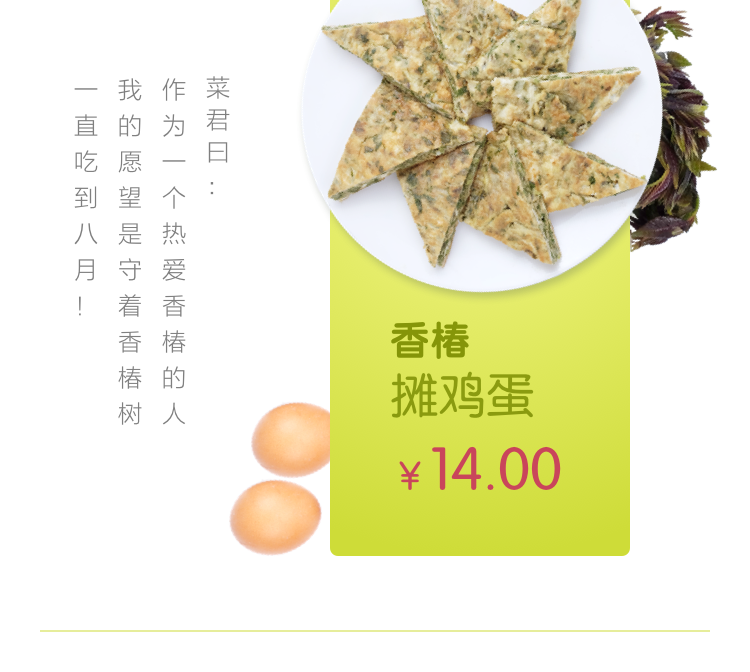 菜君曰：
作为一个热爱香椿的人
我的愿望是守着香椿树
一直吃到八月！
香椿
摊鸡蛋
¥14.00